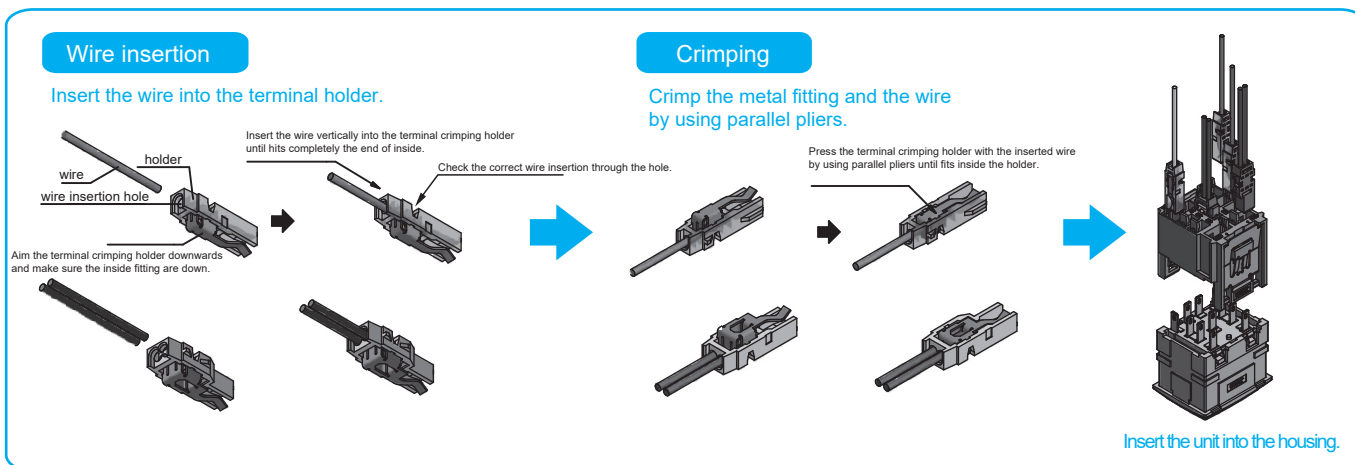 Wire insertion
Insert the wire into the terminal holder.
Insert the wire vertically into the terminal crimping holder
until hits completely the end of inside.
Check the correct wire insertion through the hole.
holder
wire
wire insertion hole
Aim the terminal crimping holder downwards
and make sure the inside fitting are down.
Crimping
Crimp the metal fitting and the wire
by using parallel pliers.
Press the terminal crimping holder with the inserted wire
by using parallel pliers until fits inside the holder.
Insert the unit into the housing.